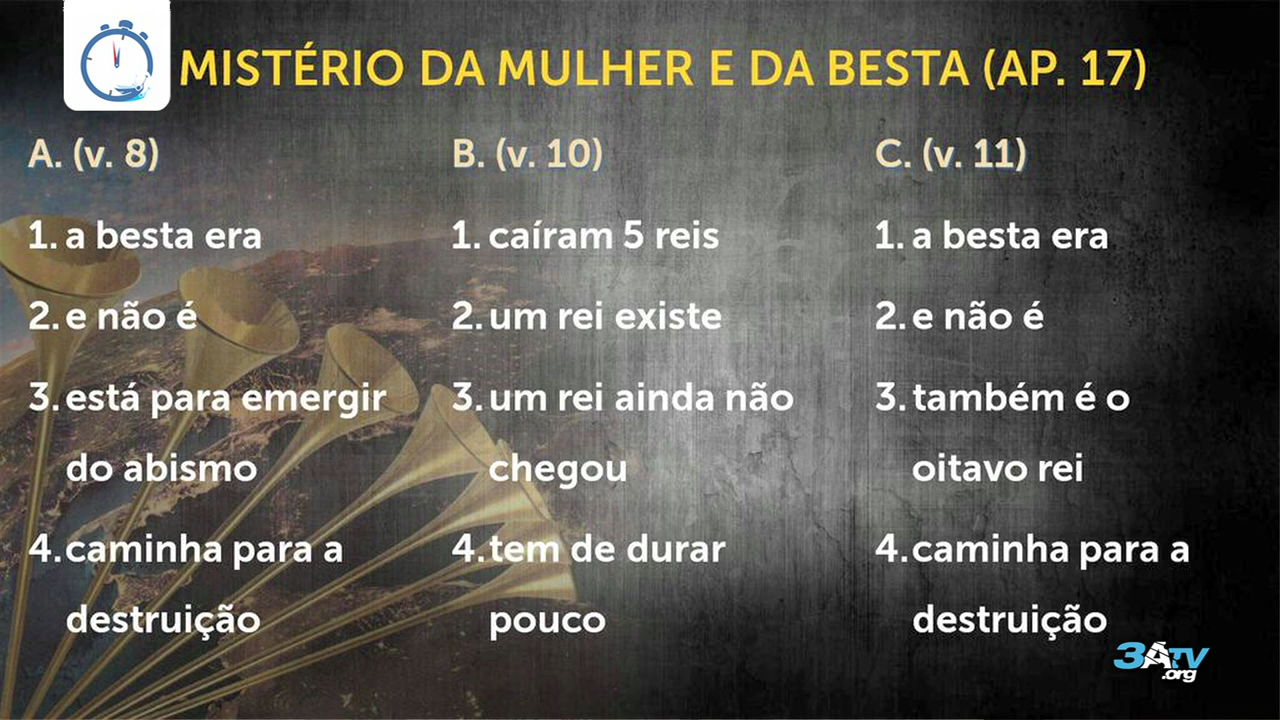 MISTÉRIO DA MULHER E DA BESTA (AP. 17)
A. (v. 8)
1. a besta era
2. e não é
3. está para emergir
do abismo
4. caminha para a
destruição
B. (v. 10)
1. caíram 5 reis
2. um rei existe
3. um rei ainda não
chegou
4. tem de durar
pouco
C. (v. 11)
1. a besta era
2. e não é
3. também é o
oitavo rei
4. caminha para a
destruição
3ATV
.org